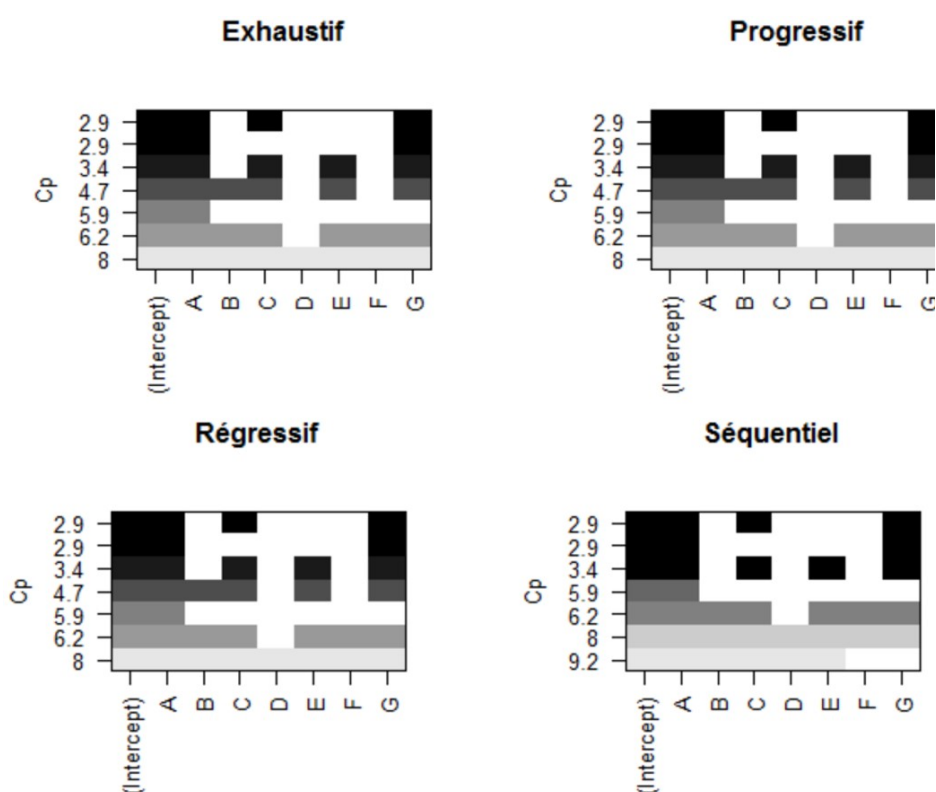 Exhaustif
Cp
2.9
2.9
3.4
4.7
5.9
6.2
8
(Intercept) A B C D E F G
Progressif
Cp
2.9
2.9
3.4
4.7
5.9
6.2
8
(Intercept) A B C D E F G
Régressif
Cp
2.9
2.9
3.4
4.7
5.9
6.2
8
(Intercept) A B C D E F G
Séquentiel
Cp
2.9
2.9
3.4
5.9
6.2
8
9.2
(Intercept) A B C D E F G